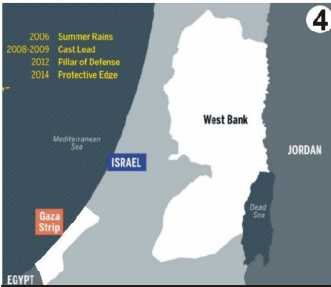 4
2006 Summer Rains
2008-2009 Cast Lead
2012 Pillar of Defense
2014 Protective Edge
Mediterranean
Sea
West Bank
ISRAEL
JORDAN
Gaza
Strip
Dead
Sea
EGYPT